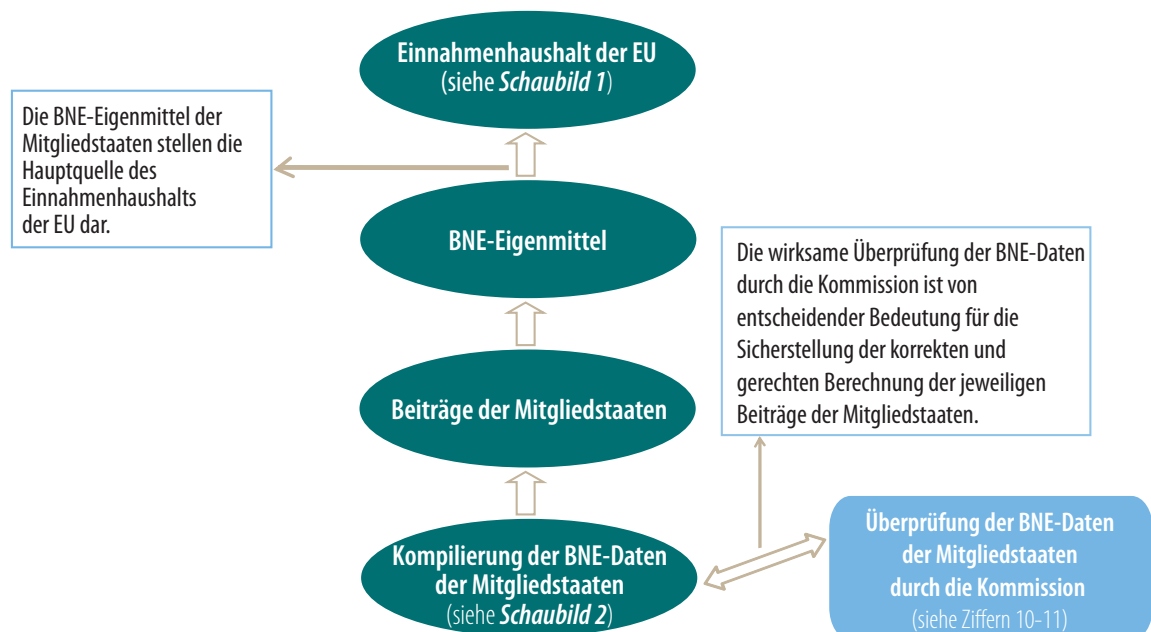 Einnahmenhaushalt der EU
(siehe Schaubild 1)
Die BNE-Eigenmittel der
Mitgliedstaaten stellen die
Hauptquelle des
Einnahmenhaushalts
der EU dar.
BNE-Eigenmittel
Die wirksame Überprüfung der BNE-Daten
durch die Kommission ist von
entscheidender Bedeutung für die
Sicherstellung der korrekten und
gerechten Berechnung der jeweiligen
Beiträge der Mitgliedstaaten.
Beiträge der Mitgliedstaaten
Kompilierung der BNE-Daten
der Mitgliedstaaten
(siehe Schaubild 2)
Überprüfung der BNE-Daten
der Mitgliedstaaten
durch die Kommission
(siehe Ziffern 10-11)